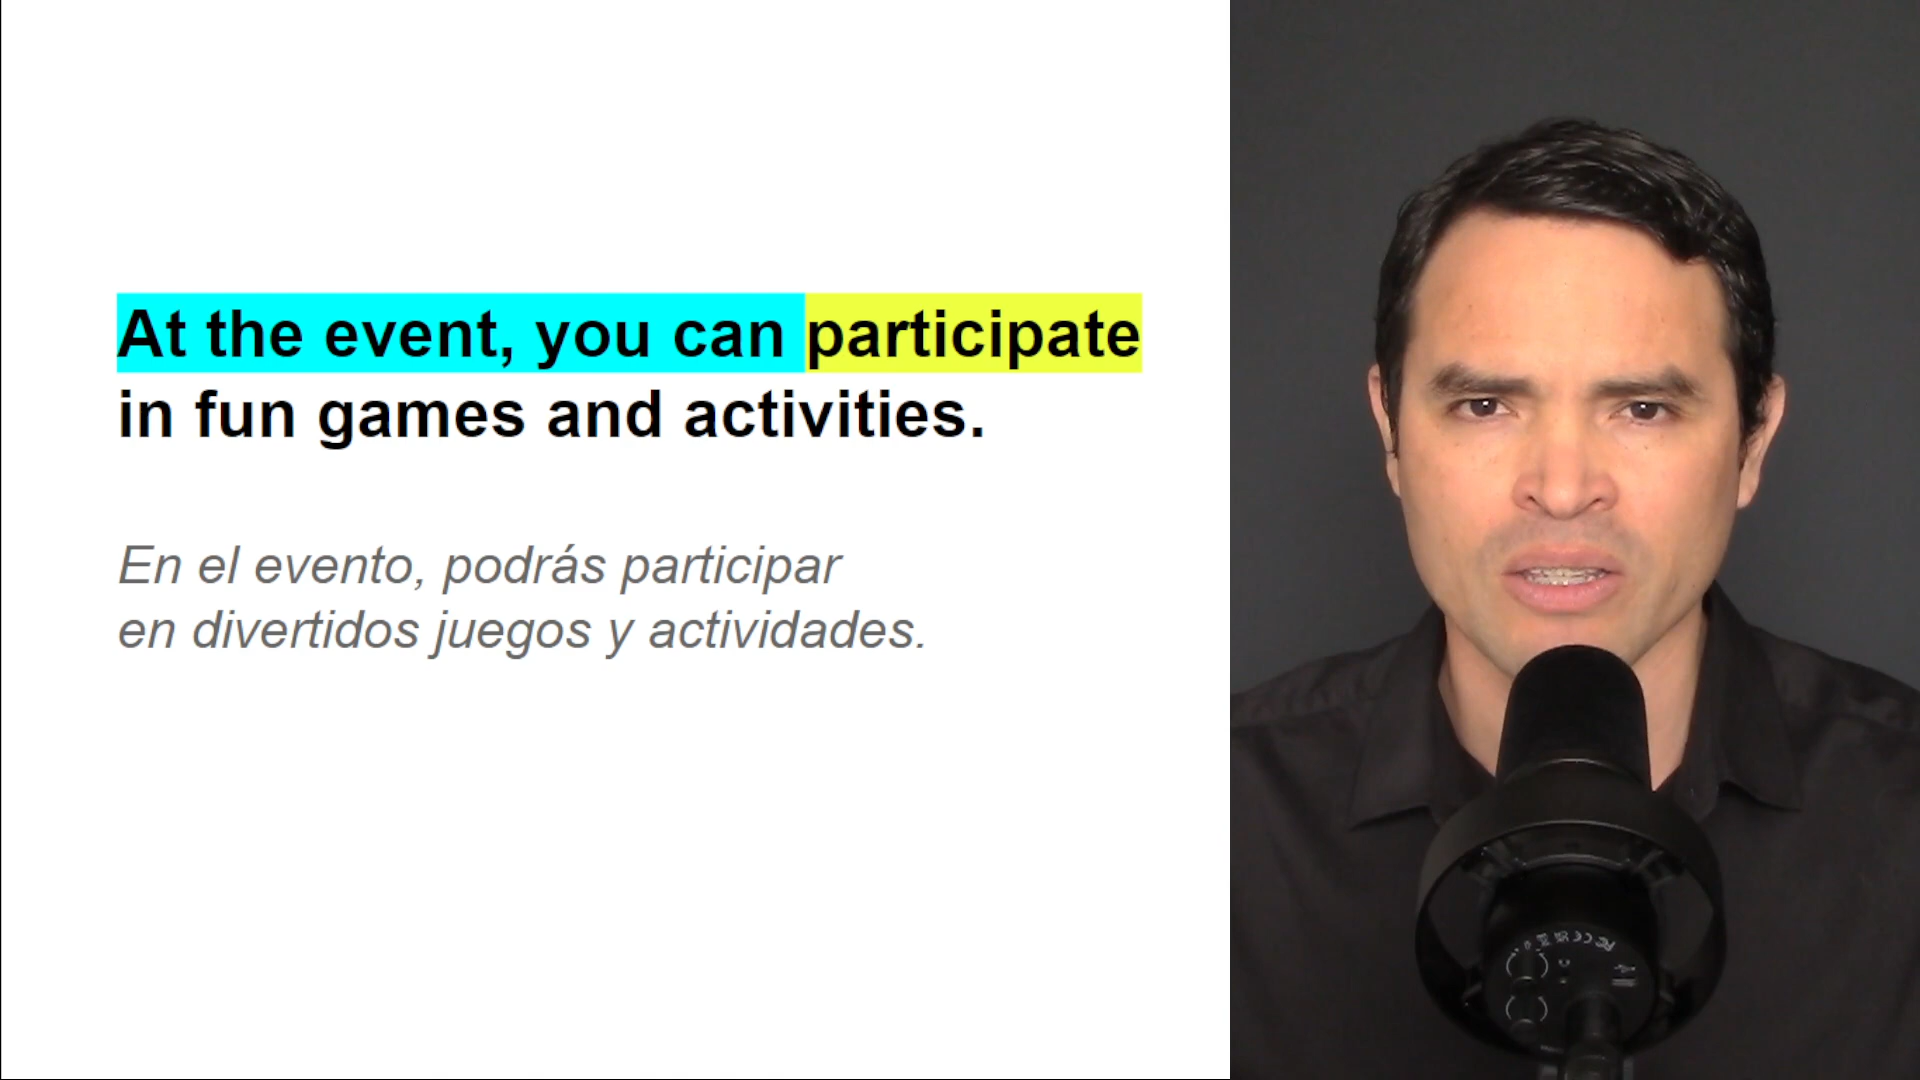 At the event, you can participate
in fun games and activities.
En el evento, podrás participar
en divertidos juegos y actividades.